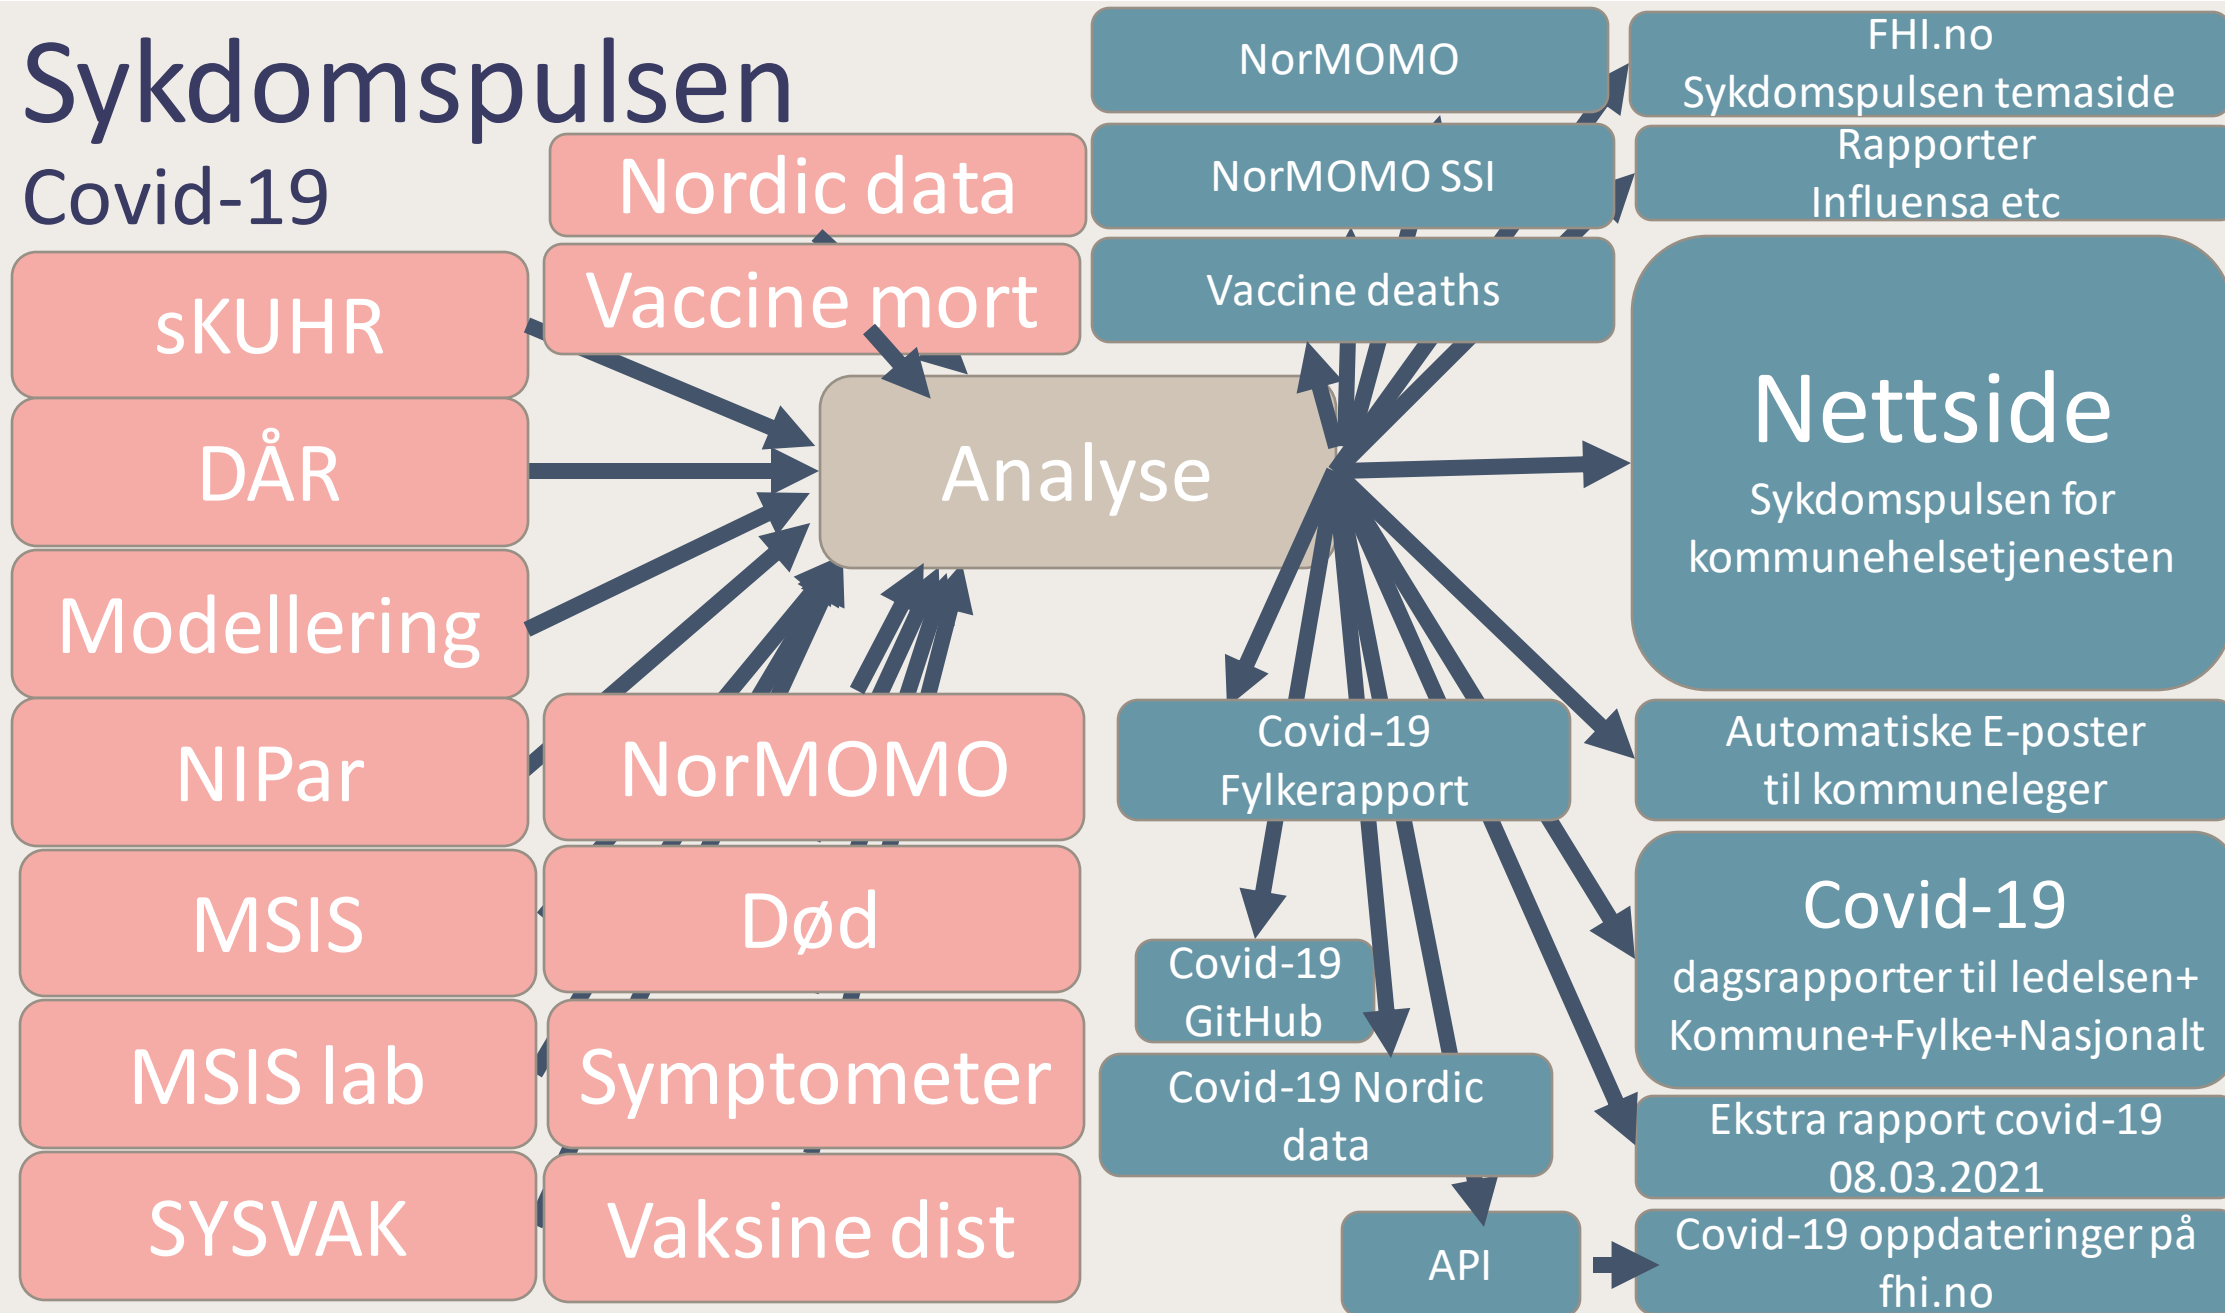 Sykdomspulsen
Covid-19
sKUHR
DÅR
Modellering
NIPar
MSIS
MSIS lab
SYSVAK
Nordic data
Vaccine mort
NorMOMO
Død
Symptometer
Vaksine dist
Analyse
NorMOMO
NorMOMO SSI
Vaccine deaths
Covid-19
Fylkerapport
Covid-19
GitHub
Covid-19 Nordic
data
API
FHI.no
Sykdomspulsen temaside
Rapporter
Influensa etc
Nettside
Sykdomspulsen for
kommunehelsetjenesten
Automatiske E-poster
til kommuneleger
Covid-19
dagsrapporter til ledelsen+
Kommune+Fylke+Nasjonalt
Ekstra rapport covid-19
08.03.2021
Covid-19 oppdateringer på
fhi.no